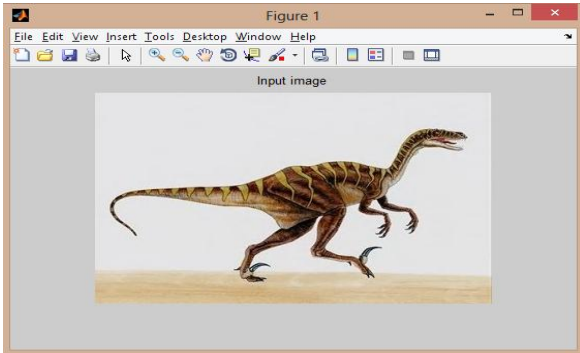 Figure 1
File Edit View Insert Tools Desktop Window Help
Input image